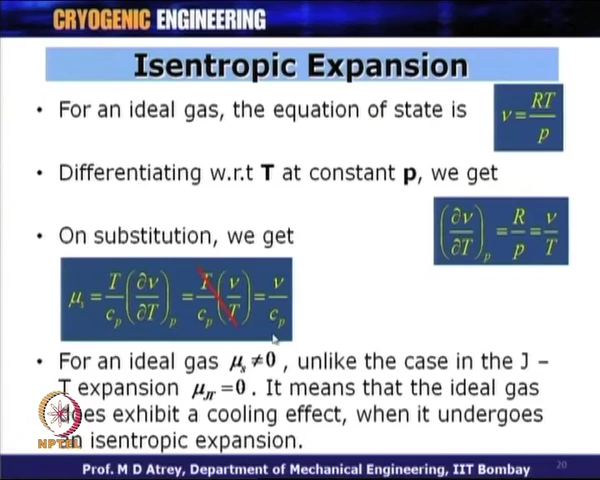 CRYOGENIC ENGINEERING
Isentropic Expansion
• For an ideal gas, the equation of state is
ν = RT/p
• Differentiating w.r.t T at constant p, we get
(∂ν/∂T)p = R/p = ν/T
• On substitution, we get
μs = T/cp (∂ν/∂T)p = T/cp (ν/T) = ν/cp
• For an ideal gas μs≠0 , unlike the case in the J –
T expansion μJT=0. It means that the ideal gas
does exhibit a cooling effect, when it undergoes
an isentropic expansion.
NPTEL
Prof. M D Atrey, Department of Mechanical Engineering, IIT Bombay
20